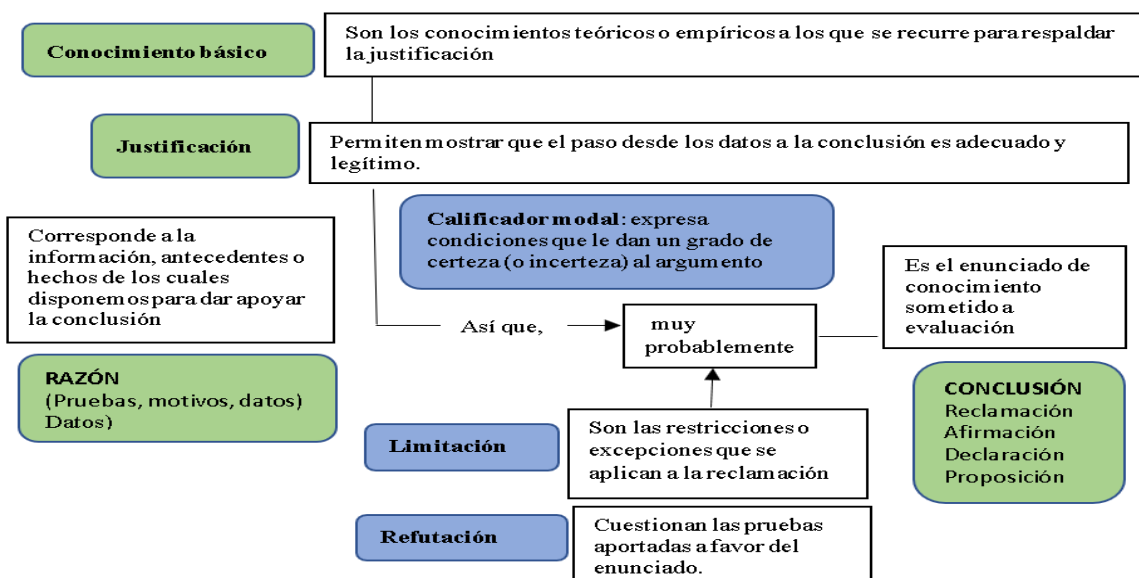 Conocimiento básico
Son los conocimientos teóricos o empíricos a los que se recurre para respaldar
la justificación
Justificación
Permiten mostrar que el paso desde los datos a la conclusión es adecuado y
legítimo.
Calificador modal: expresa
condiciones que le dan un grado de
certeza (o incerteza) al argumento
Corresponde a la
información, antecedentes o
hechos de los cuales
disponemos para dar apoyar
la conclusión
Es el enunciado de
conocimiento
sometido a
evaluación
Así que,
muy
probablemente
RAZÓN
(Pruebas, motivos, datos)
Datos)
CONCLUSIÓN
Reclamación
Afirmación
Declaración
Proposición
Limitación
Son las restricciones o
excepciones que se
aplican a la reclamación
Refutación
Cuestionan las pruebas
aportadas a favor del
enunciado.